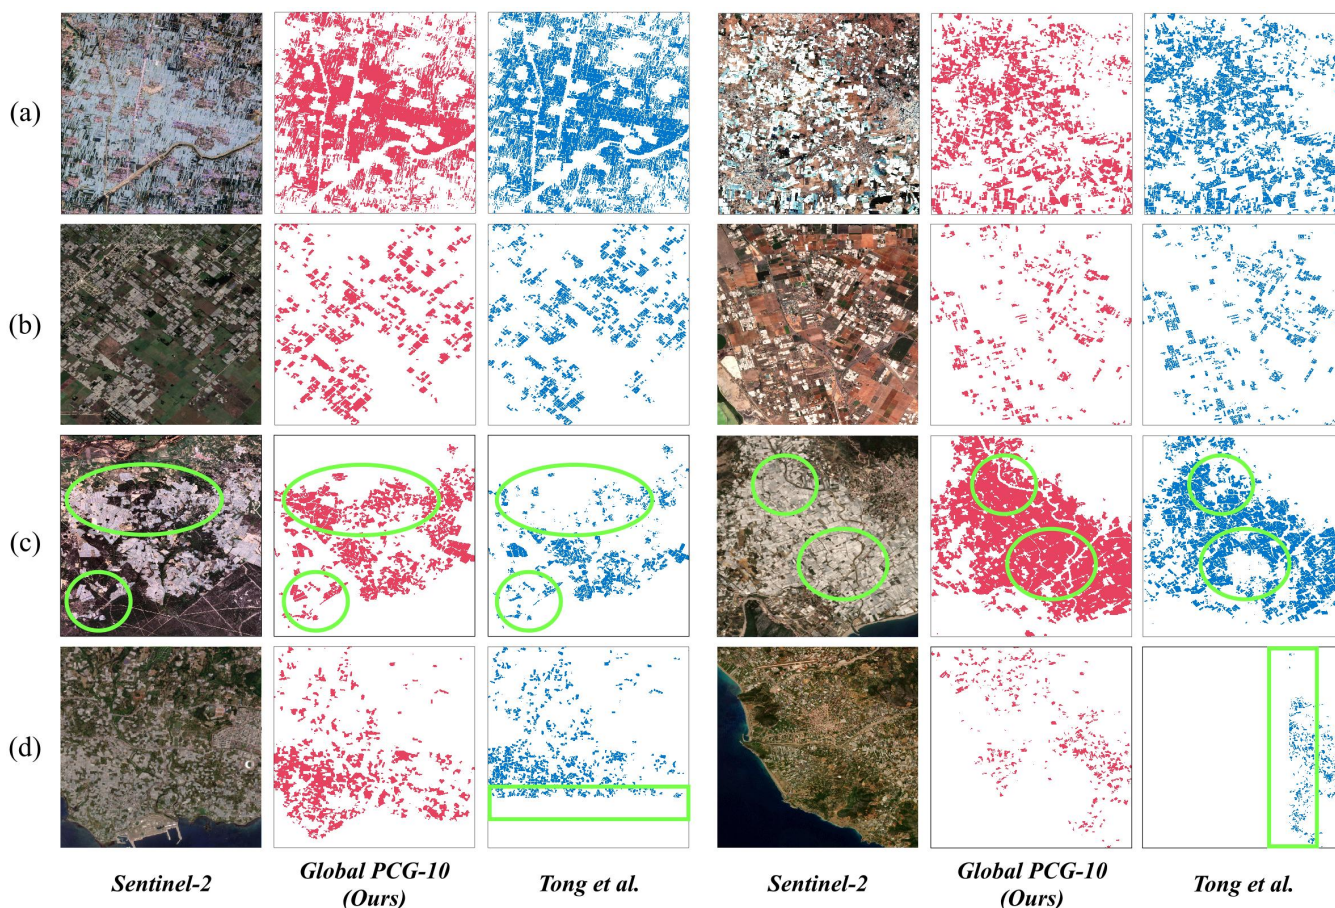 (a)
(b)
(c)
(d)
Sentinel-2
Global PCG-10
(Ours)
Tong et al.
Sentinel-2
Global PCG-10
(Ours)
Tong et al.